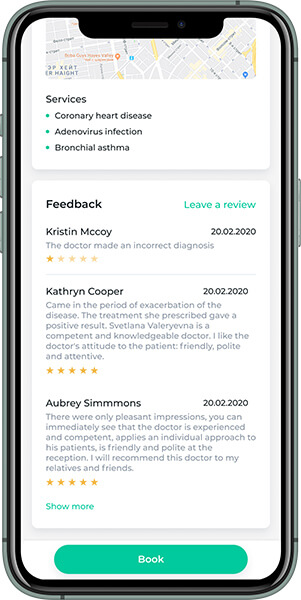 ЭР ХЕЙТ
ER HAIGHT
Services
Coronary heart disease
Adenovirus infection
Bronchial asthma
Feedback
Leave a review
Kristin Mccoy
20.02.2020
The doctor made an incorrect diagnosis
Kathryn Cooper
20.02.2020
Came in the period of exacerbation of the
disease. The treatment she prescribed gave a
positive result. Svetlana Valeryevna is a
competent and knowledgeable doctor. I like the
doctor's attitude to the patient: friendly, polite
and attentive.
Aubrey Simmmons
20.02.2020
There were only pleasant impressions, you can
immediately see that the doctor is experienced
and competent, applies an individual approach to
his patients, is friendly and polite at the
reception. I will recommend this doctor to my
relatives and friends.
Show more
Book